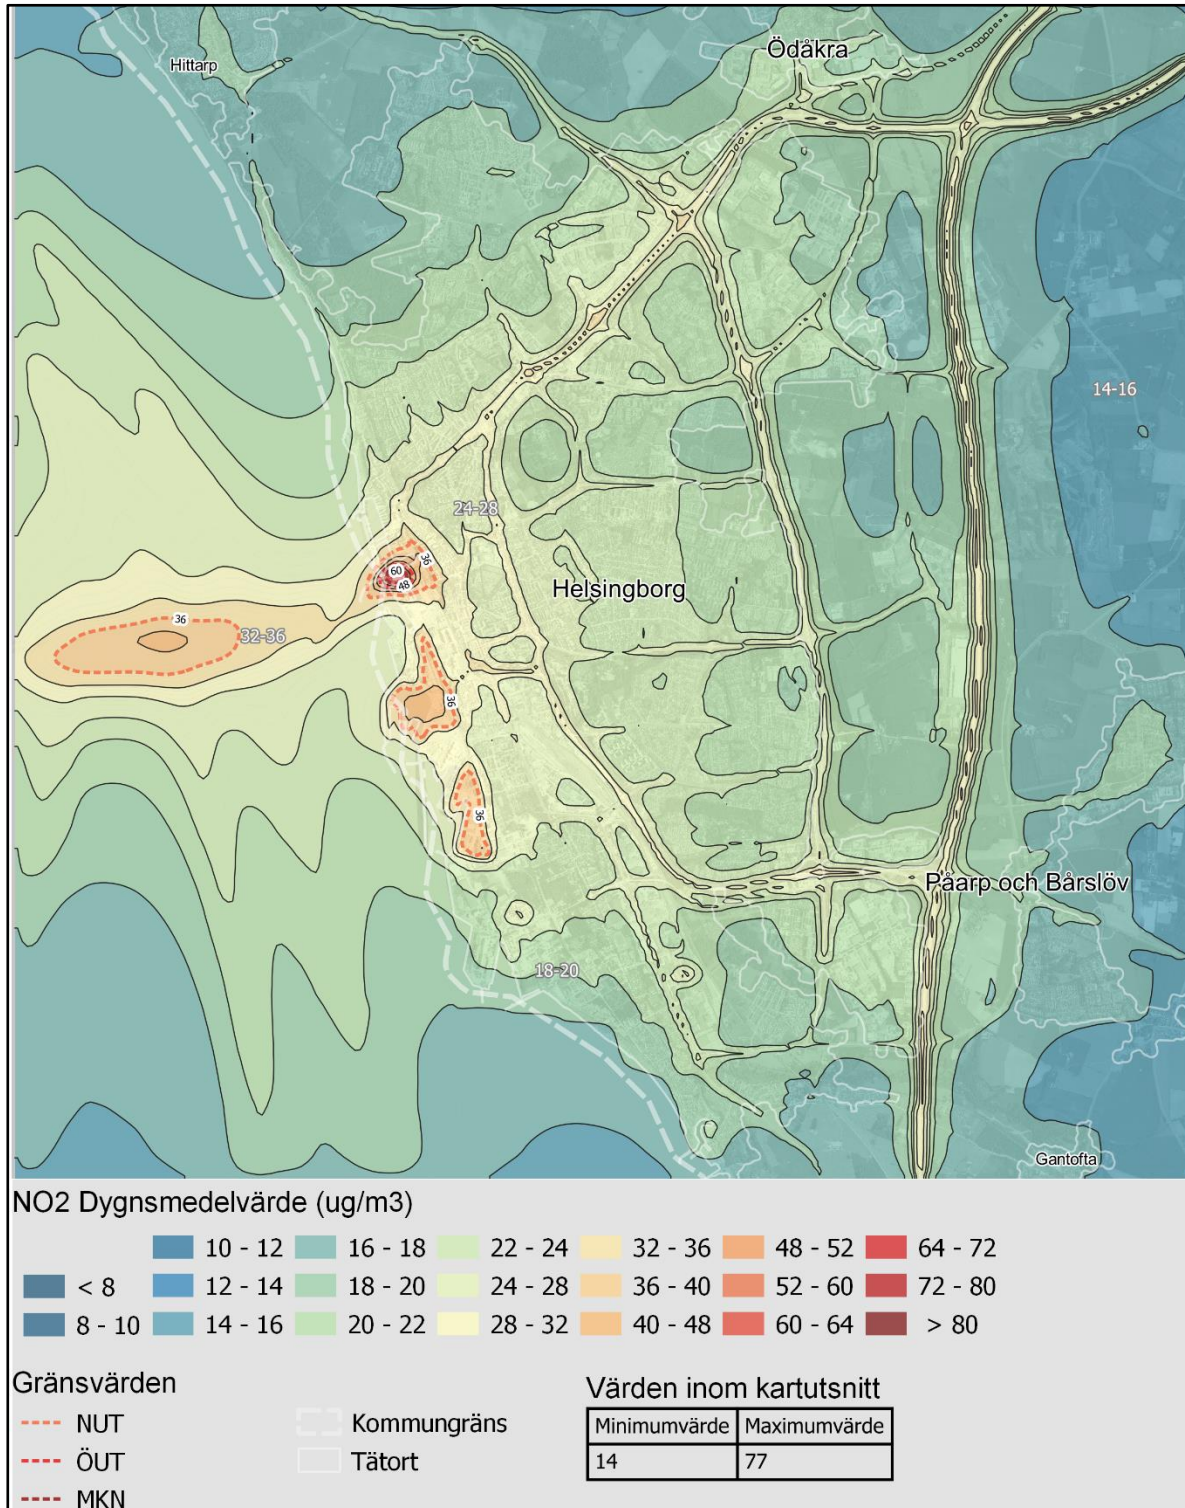 Ödåkra
Hittarp
14-16
24-28
36
60
48
Helsingborg
36
32-36
36
36
Påarp och Bårslöv
18-20
Gantofta
NO2 Dygnsmedelvärde (ug/m3)
10 - 12 16 - 18 22 - 24 32 - 36 48 - 52 64 - 72
< 8 12 - 14 18 - 20 24 - 28 36 - 40 52 - 60 72 - 80
8 - 10 14 - 16 20 - 22 28 - 32 40 - 48 60 - 64 > 80
Gränsvärden
Värden inom kartutsnitt
NUT Kommungräns Minimumvärde Maximumvärde
ÖUT Tätort 14 77
MKN